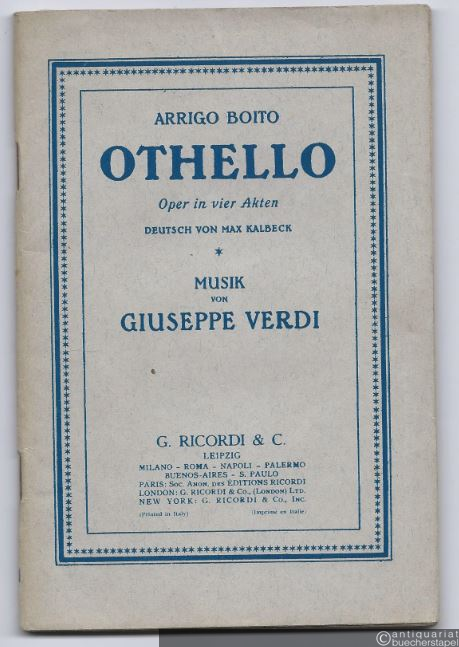 ARRIGO BOITO
OTHELLO
Oper in vier Akten
DEUTSCH VON MAX KALBECK
*
MUSIK
VON
GIUSEPPE VERDI
G. RICORDI & C.
LEIPZIG
MILANO - ROMA - NAPOLI - PALERMO
BUENOS-AIRES - S. PAULO
PARIS: SOC. ANON. DES ÉDITIONS RICORDI
LONDON: G. RICORDI & CO., (LONDON) LTD.
NEW YORK: G. RICORDI & CO., INC.
(Printed in Italy) (Imprimé en Italie)
©antiquariat
buecherstapel